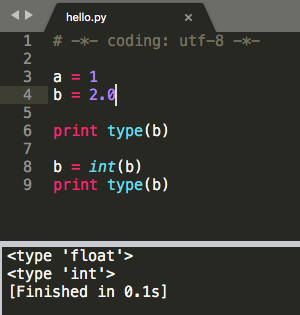 hello.py
1 # -*- coding: utf-8 -*-
2
3 a = 1
4 b = 2.0
5
6 print type(b)
7
8 b = int(b)
9 print type(b)
<type 'float'>
<type 'int'>
[Finished in 0.1s]